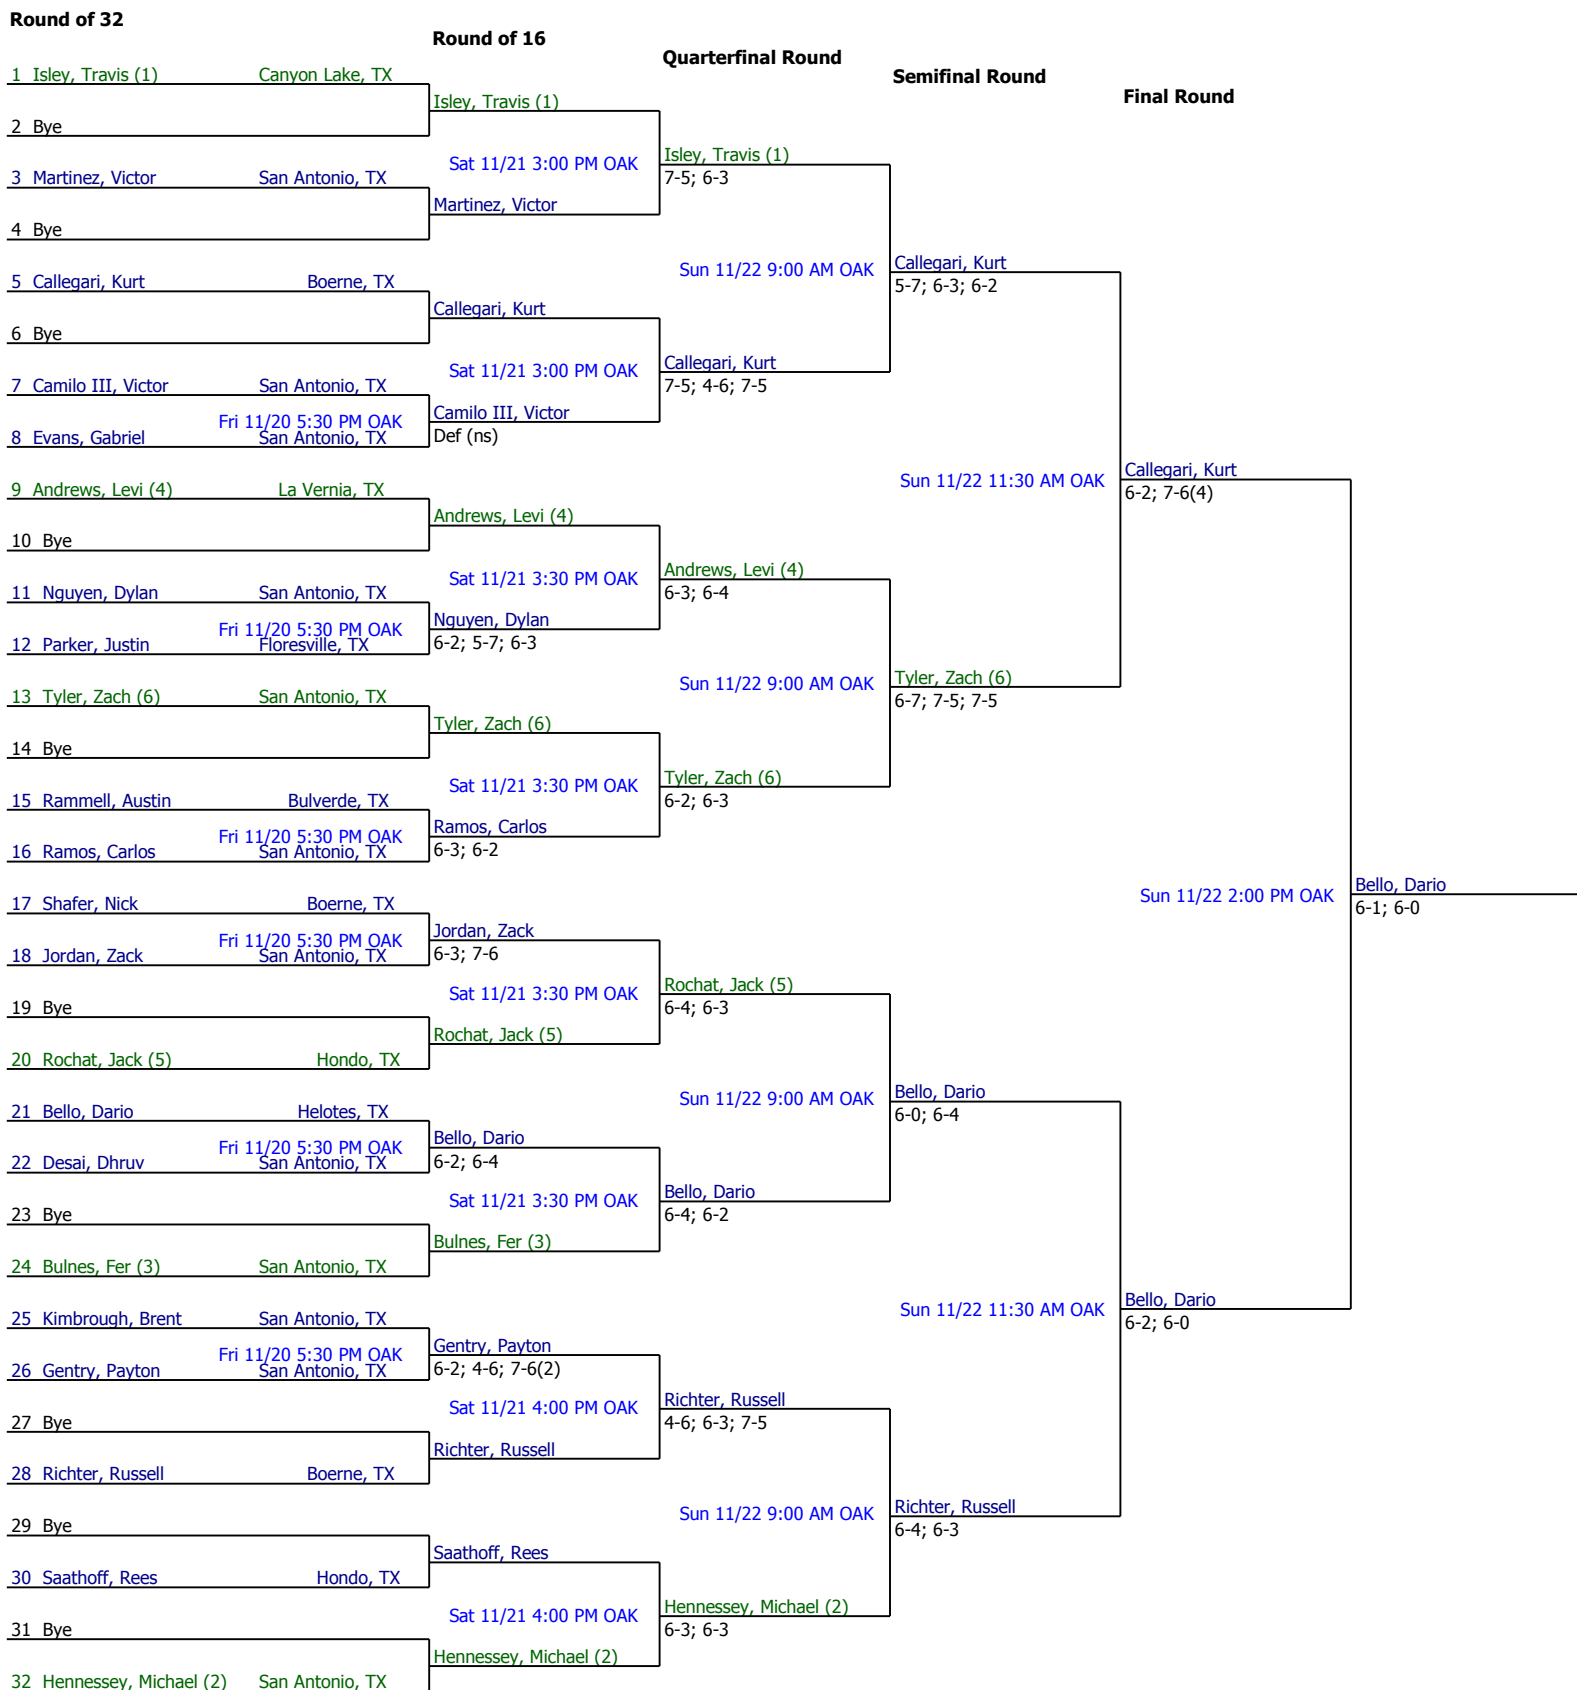 Round of 32
Round of 16
Quarterfinal Round
Semifinal Round
Final Round
1 Isley, Travis (1) Canyon Lake, TX
2 Bye
3 Martinez, Victor San Antonio, TX
4 Bye
5 Callegari, Kurt Boerne, TX
6 Bye
7 Camilo III, Victor San Antonio, TX
Fri 11/20 5:30 PM OAK
8 Evans, Gabriel San Antonio, TX
9 Andrews, Levi (4) La Vernia, TX
10 Bye
11 Nguyen, Dylan San Antonio, TX
Fri 11/20 5:30 PM OAK
12 Parker, Justin Floresville, TX
13 Tyler, Zach (6) San Antonio, TX
14 Bye
15 Rammell, Austin Bulverde, TX
Fri 11/20 5:30 PM OAK
16 Ramos, Carlos San Antonio, TX
17 Shafer, Nick Boerne, TX
Fri 11/20 5:30 PM OAK
18 Jordan, Zack San Antonio, TX
19 Bye
20 Rochat, Jack (5) Hondo, TX
21 Bello, Dario Helotes, TX
Fri 11/20 5:30 PM OAK
22 Desai, Dhruv San Antonio, TX
23 Bye
24 Bulnes, Fer (3) San Antonio, TX
25 Kimbrough, Brent San Antonio, TX
Fri 11/20 5:30 PM OAK
26 Gentry, Payton San Antonio, TX
27 Bye
28 Richter, Russell Boerne, TX
29 Bye
30 Saathoff, Rees Hondo, TX
31 Bye
32 Hennessey, Michael (2) San Antonio, TX
Isley, Travis (1)
Sat 11/21 3:00 PM OAK
Martinez, Victor
Callegari, Kurt
Sat 11/21 3:00 PM OAK
Camilo III, Victor
Def (ns)
Andrews, Levi (4)
Sat 11/21 3:30 PM OAK
Nguyen, Dylan
6-2; 5-7; 6-3
Tyler, Zach (6)
Sat 11/21 3:30 PM OAK
Ramos, Carlos
6-3; 6-2
Jordan, Zack
6-3; 7-6
Sat 11/21 3:30 PM OAK
Rochat, Jack (5)
Bello, Dario
6-2; 6-4
Sat 11/21 3:30 PM OAK
Bulnes, Fer (3)
Gentry, Payton
6-2; 4-6; 7-6(2)
Sat 11/21 4:00 PM OAK
Richter, Russell
Saathoff, Rees
Sat 11/21 4:00 PM OAK
Hennessey, Michael (2)
Isley, Travis (1)
7-5; 6-3
Sun 11/22 9:00 AM OAK
Callegari, Kurt
7-5; 4-6; 7-5
Andrews, Levi (4)
6-3; 6-4
Sun 11/22 9:00 AM OAK
Tyler, Zach (6)
6-2; 6-3
Rochat, Jack (5)
6-4; 6-3
Sun 11/22 9:00 AM OAK
Bello, Dario
6-4; 6-2
Richter, Russell
4-6; 6-3; 7-5
Sun 11/22 9:00 AM OAK
Hennessey, Michael (2)
6-3; 6-3
Callegari, Kurt
5-7; 6-3; 6-2
Sun 11/22 11:30 AM OAK
Tyler, Zach (6)
6-7; 7-5; 7-5
Bello, Dario
6-0; 6-4
Sun 11/22 11:30 AM OAK
Richter, Russell
6-4; 6-3
Callegari, Kurt
6-2; 7-6(4)
Sun 11/22 2:00 PM OAK
Bello, Dario
6-2; 6-0
Bello, Dario
6-1; 6-0